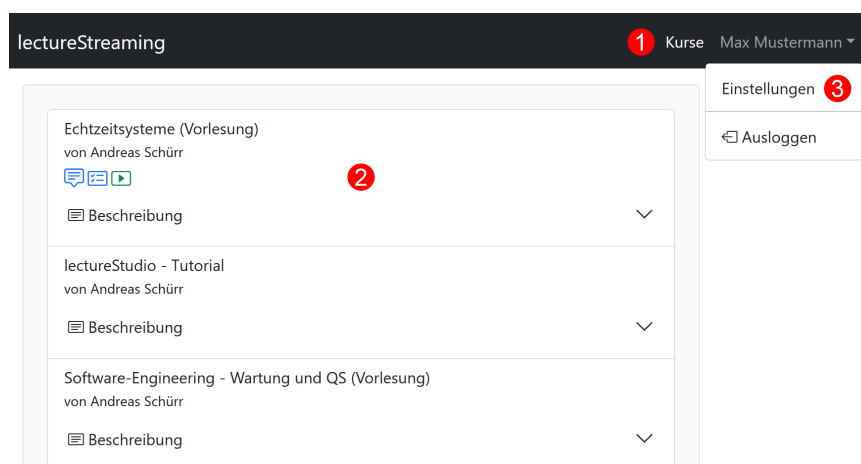 lectureStreaming
1 Kurse Max Mustermann
Einstellungen 3
Ausloggen
Echtzeitsysteme (Vorlesung)
von Andreas Schürr
2
Beschreibung
lectureStudio - Tutorial
von Andreas Schürr
Beschreibung
Software-Engineering - Wartung und QS (Vorlesung)
von Andreas Schürr
Beschreibung